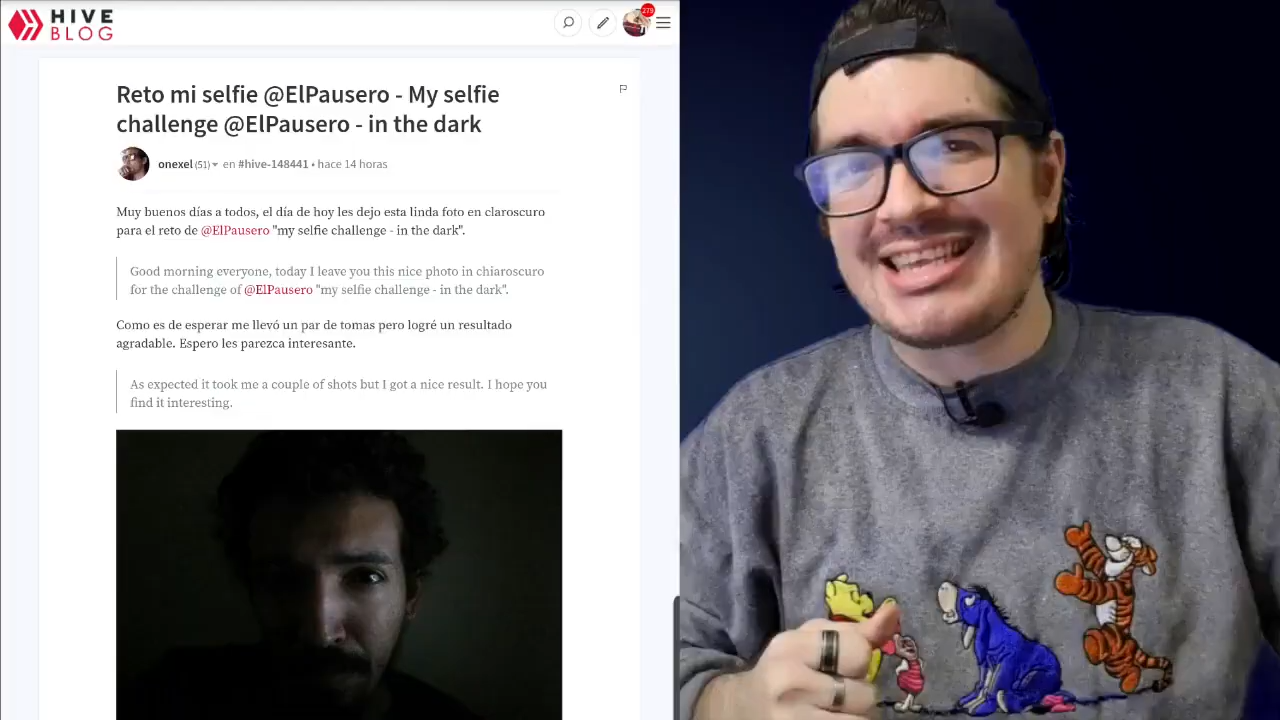 HIVE
BLOG
279
Reto mi selfie @ElPausero - My selfie
challenge @ElPausero - in the dark
onexel (51) en #hive-148441 • hace 14 horas
Muy buenos días a todos, el día de hoy les dejo esta linda foto en claroscuro
para el reto de @ElPausero "my selfie challenge - in the dark".
Good morning everyone, today I leave you this nice photo in chiaroscuro
for the challenge of @ElPausero "my selfie challenge - in the dark".
Como es de esperar me llevó un par de tomas pero logré un resultado
agradable. Espero les parezca interesante.
As expected it took me a couple of shots but I got a nice result. I hope you
find it interesting.